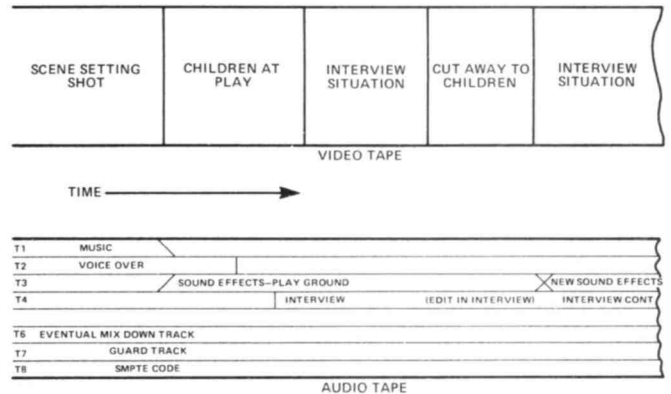 SCENE SETTING
SHOT
CHILDREN AT
PLAY
INTERVIEW
SITUATION
CUT AWAY TO
CHILDREN
INTERVIEW
SITUATION
VIDEO TAPE
TIME
T1 MUSIC
T2 VOICE OVER
T3 SOUND EFFECTS–PLAY GROUND NEW SOUND EFFECTS
T4 INTERVIEW (EDIT IN INTERVIEW) INTERVIEW CONT
T6 EVENTUAL MIX DOWN TRACK
T7 GUARD TRACK
T8 SMPTE CODE
AUDIO TAPE